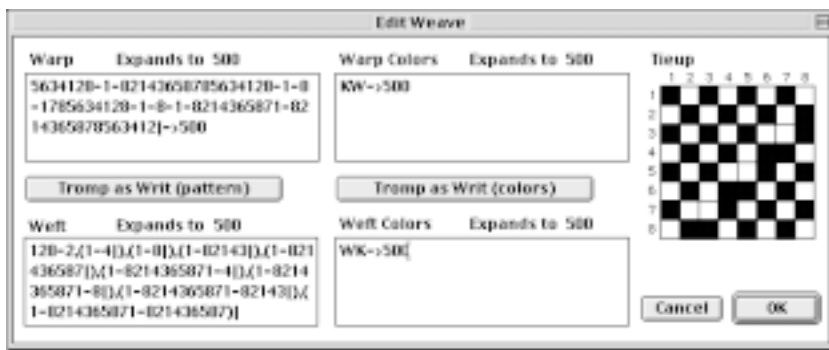 Edit Weave
Warp Expands to 500
5634128-1-82143658785634128-1-8
-1785634128-1-8-1-8214365871-82
14365878563412|->500
Warp Colors Expands to 500
KW->500
Tieup
1 2 3 4 5 6 7 8
1
2
3
4
5
6
7
8
Tromp as Writ (pattern)
Tromp as Writ (colors)
Weft Expands to 500
128-2,(1-4|),(1-8|),(1-82143|),(1-821
436587|),(1-8214365871-4|),(1-8214
365871-8|),(1-8214365871-82143|),(
1-8214365871-821436587)|
Weft Colors Expands to 500
WK->500
Cancel
OK